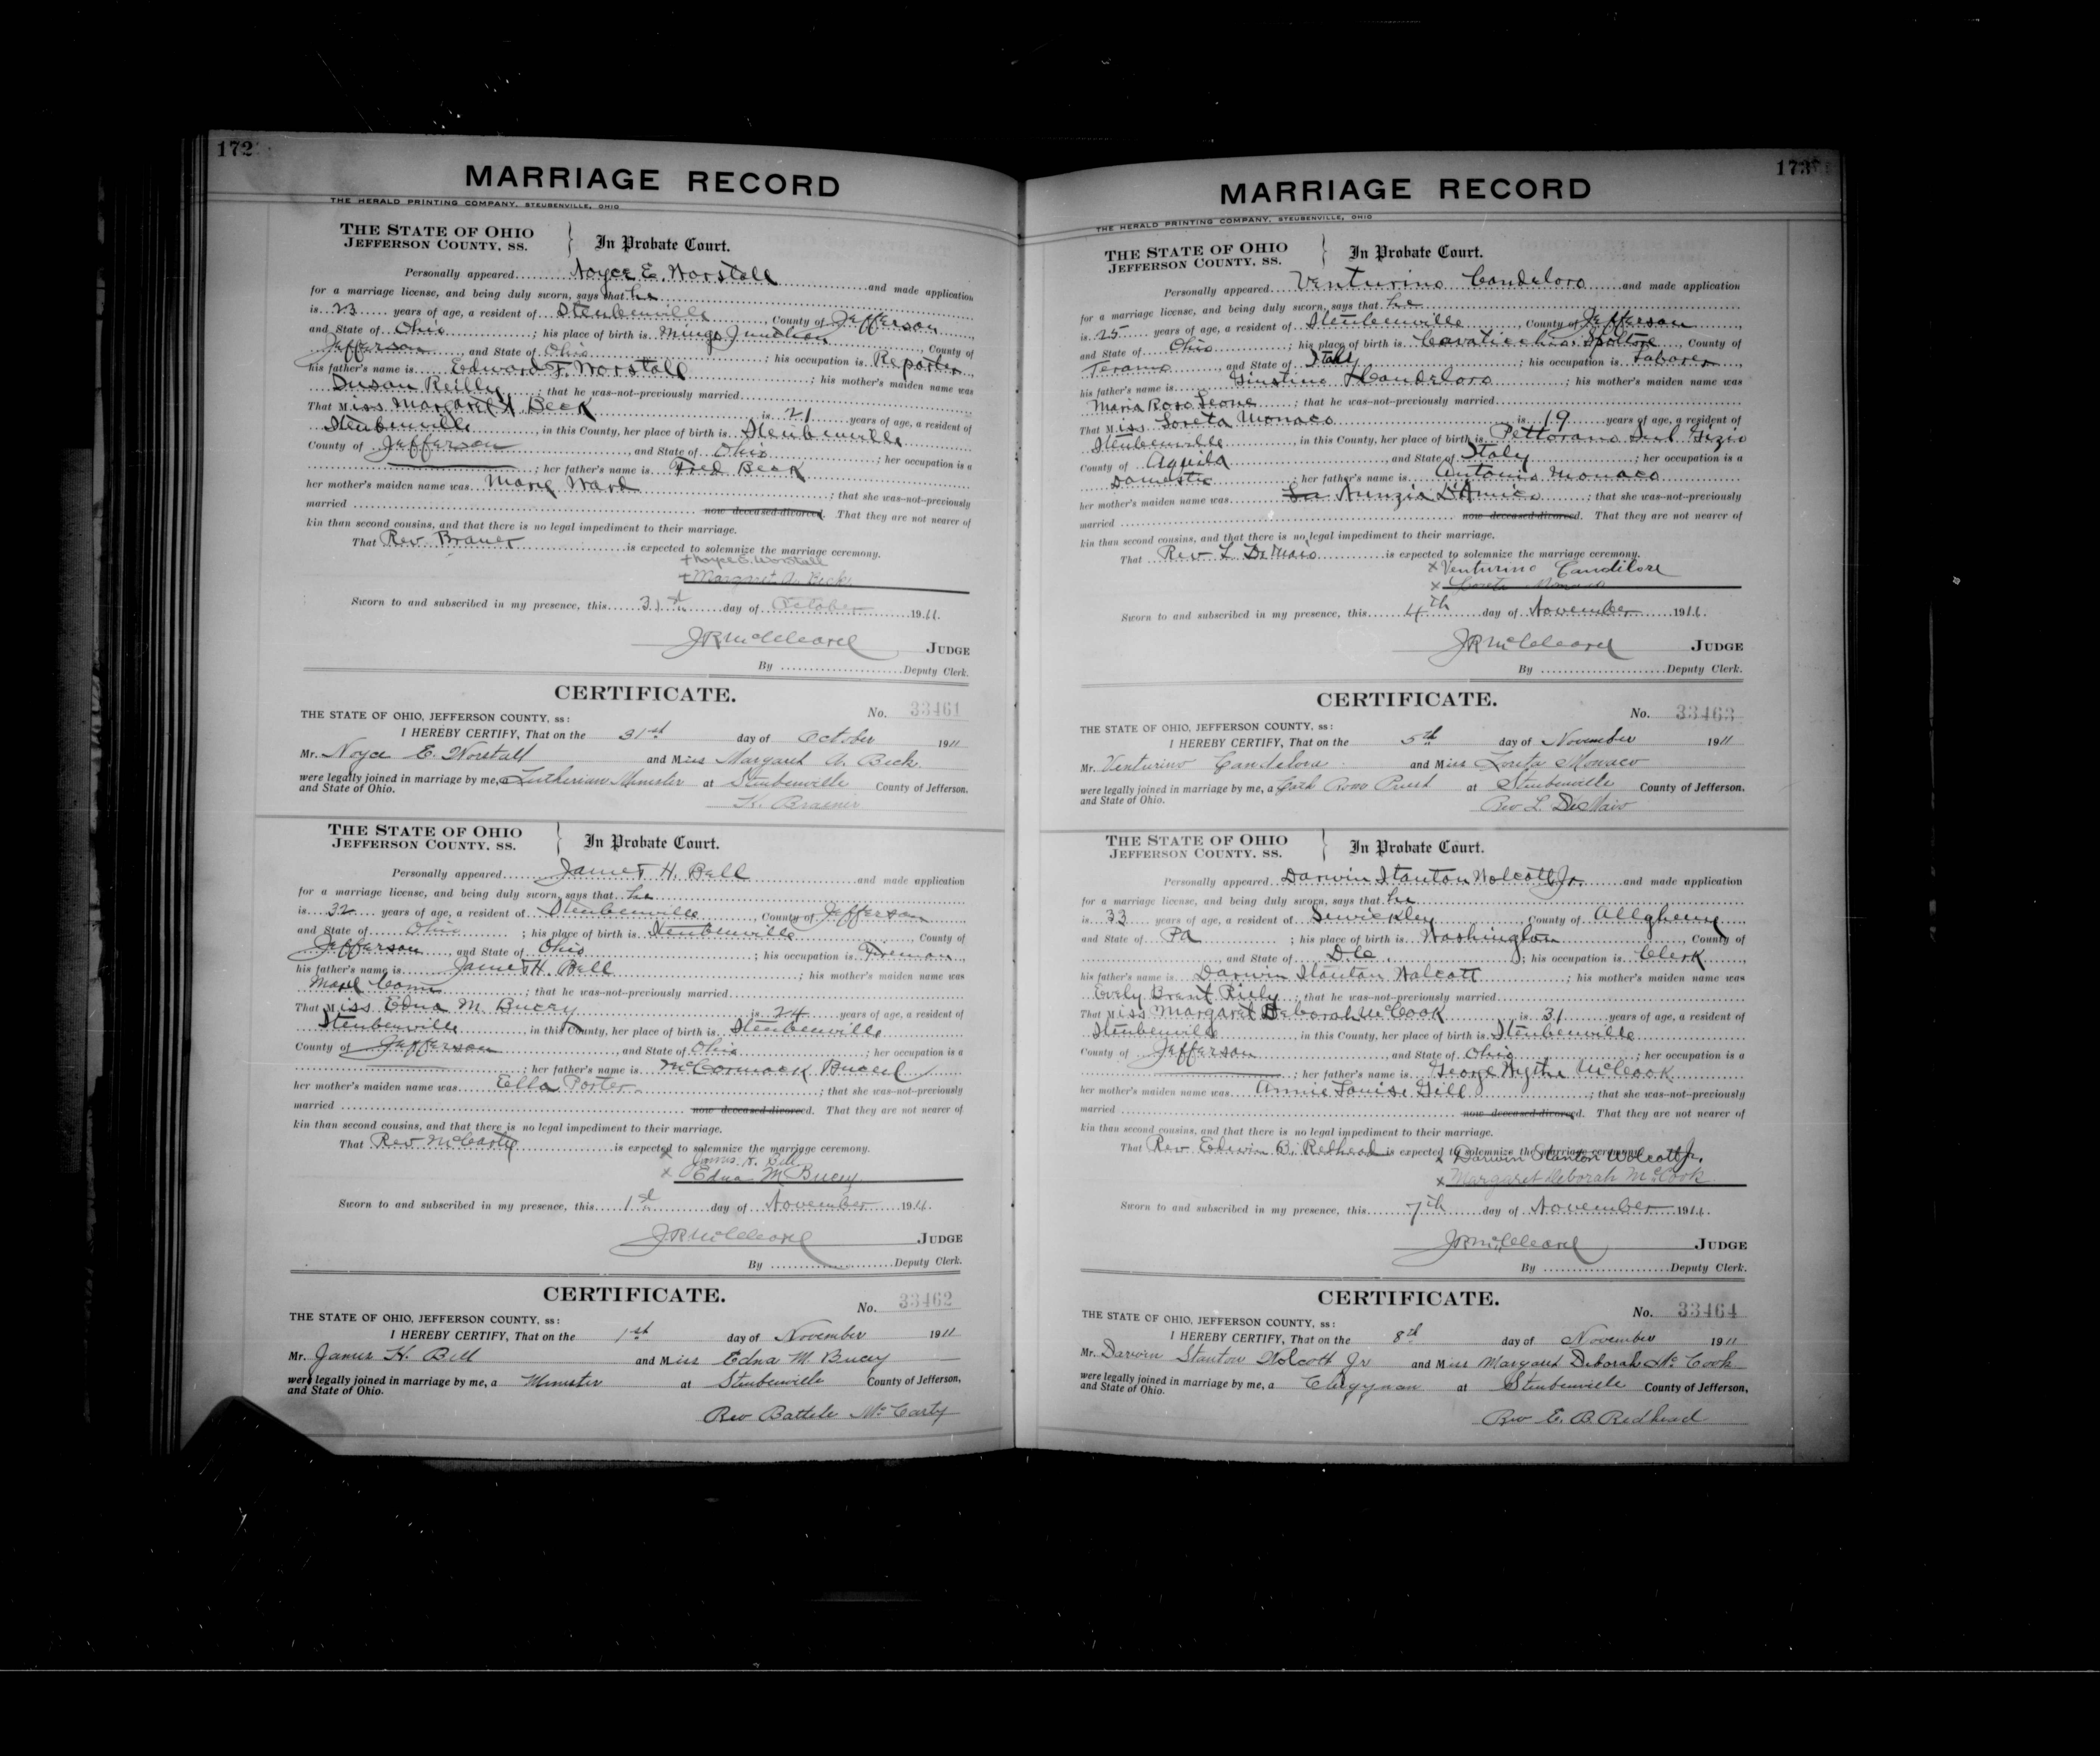 172
MARRIAGE RECORD
THE HERALD PRINTING COMPANY, STEUBENVILLE, OHIO
THE STATE OF OHIO
JEFFERSON COUNTY, SS.
In Probate Court.
Personally appeared Noyce E. Worstall and made application
for a marriage license, and being duly sworn, says that he
is 23 years of age, a resident of Steubenville, County of Jefferson
and State of Ohio; his place of birth is Mingo Junction, County of
Jefferson, and State of Ohio; his occupation is Reporter,
his father's name is Edward F. Worstall; his mother's maiden name was
Susan Reilly; that he was-not-previously married
That Miss Margaret A Beck is 21 years of age, a resident of
Steubenville, in this County, her place of birth is Steubenville
County of Jefferson, and State of Ohio; her occupation is a
; her father's name is Fred Beck
her mother's maiden name was Marie Ward; that she was-not-previously
married now deceased-divorced. That they are not nearer of
kin than second cousins, and that there is no legal impediment to their marriage.
That Rev. Brauer is expected to solemnize the marriage ceremony.
x Noyce E. Worstall
x Margaret A. Beck
Sworn to and subscribed in my presence, this 31st day of October 1911.
JR McCleave JUDGE
By Deputy Clerk.
CERTIFICATE.
No. 33461
THE STATE OF OHIO, JEFFERSON COUNTY, ss:
I HEREBY CERTIFY, That on the 31st day of October 1911
Mr. Noyce E. Worstall and Miss Margaret A. Beck
were legally joined in marriage by me, a Lutherian Minister at Steubenville County of Jefferson,
and State of Ohio.
THE STATE OF OHIO
JEFFERSON COUNTY, SS.
In Probate Court.
Personally appeared James H. Bell and made application
for a marriage license, and being duly sworn, says that he
is 32 years of age, a resident of Steubenville, County of Jefferson
and State of Ohio; his place of birth is Steubenville, County of
Jefferson, and State of Ohio; his occupation is Fireman,
his father's name is James H. Bell; his mother's maiden name was
; that he was-not-previously married
That Miss Edna M. Bucey is 24 years of age, a resident of
Steubenville in this County, her place of birth is Steubenville
County of Jefferson, and State of Ohio; her occupation is a
; her father's name is McCormack Bucey
her mother's maiden name was Ella Porter; that she was-not-previously
married now deceased-divorced. That they are not nearer of
kin than second cousins, and that there is no legal impediment to their marriage.
That Rev McCarty is expected to solemnize the marriage ceremony.
x James H. Bell
x Edna M Bucey
Sworn to and subscribed in my presence, this 1st day of November 1911.
JR McCleave JUDGE
By Deputy Clerk.
CERTIFICATE.
No. 33462
THE STATE OF OHIO, JEFFERSON COUNTY, ss:
I HEREBY CERTIFY, That on the 1st day of November 1911
Mr. James H. Bell and Miss Edna M. Bucey
were legally joined in marriage by me, a Minister at Steubenville County of Jefferson,
and State of Ohio.
Rev Battele McCarty
173
MARRIAGE RECORD
THE HERALD PRINTING COMPANY, STEUBENVILLE, OHIO
THE STATE OF OHIO
JEFFERSON COUNTY, SS.
In Probate Court.
Personally appeared Venturino Candeloro and made application
for a marriage license, and being duly sworn, says that he
is 25 years of age, a resident of Steubenville, County of Jefferson
and State of Ohio; his place of birth is Spoltore, County of
Teramo, and State of Italy; his occupation is Laborer,
his father's name is Giustino Candeloro; his mother's maiden name was
Maria Rosa Leone; that he was-not-previously married
That Miss Loreta Monaco is 19 years of age, a resident of
Steubenville in this County, her place of birth is Pettorano Sul Gizio
County of Aquila, and State of Italy; her occupation is a
Domestic; her father's name is Antonio Monaco
her mother's maiden name was Nunzia D'Amico; that she was-not-previously
married now deceased-divorced. That they are not nearer of
kin than second cousins, and that there is no legal impediment to their marriage.
That Rev L. De Maio is expected to solemnize the marriage ceremony.
x Venturino Candilore
x Loreta Monaco
Sworn to and subscribed in my presence, this 4th day of November 1911.
JR McCleave JUDGE
By Deputy Clerk.
CERTIFICATE.
No. 33463
THE STATE OF OHIO, JEFFERSON COUNTY, ss:
I HEREBY CERTIFY, That on the 5th day of November 1911
Mr. Venturino Candelora and Miss Loreta Monaco
were legally joined in marriage by me, a Cath Rom Priest at Steubenville County of Jefferson,
and State of Ohio.
Rev L. DeMaio
THE STATE OF OHIO
JEFFERSON COUNTY, SS.
In Probate Court.
Personally appeared Darwin Stanton Wolcott Jr. and made application
for a marriage license, and being duly sworn, says that he
is 33 years of age, a resident of Sewickley County of Allegheny
and State of Pa; his place of birth is Washington, County of
, and State of D.C.; his occupation is Clerk,
his father's name is Darwin Stanton Wolcott; his mother's maiden name was
Evely Brent Riely; that he was-not-previously married
That Miss Margaret Deborah McCook is 31 years of age, a resident of
Steubenville, in this County, her place of birth is Steubenville
County of Jefferson, and State of Ohio; her occupation is a
; her father's name is George Wythe McCook
her mother's maiden name was Annie Louise Gill; that she was-not-previously
married now deceased-divorced. That they are not nearer of
kin than second cousins, and that there is no legal impediment to their marriage.
That Rev Edwin B. Redhead is expected to solemnize the marriage ceremony.
x Darwin Stanton Wolcott Jr.
x Margaret Deborah McCook
Sworn to and subscribed in my presence, this 7th day of November 1911.
JR McCleave JUDGE
By Deputy Clerk.
CERTIFICATE.
No. 33464
THE STATE OF OHIO, JEFFERSON COUNTY, ss:
I HEREBY CERTIFY, That on the 8th day of November 1911
Mr. Darwin Stanton Wolcott Jr and Miss Margaret Deborah McCook
were legally joined in marriage by me, a Clergyman at Steubenville County of Jefferson,
and State of Ohio.
Rev E. B. Redhead